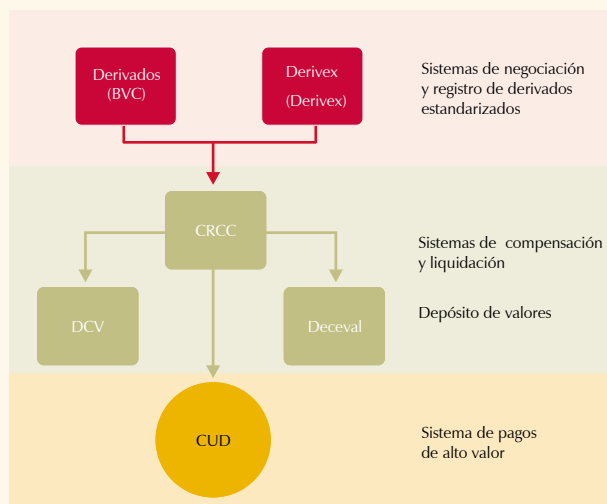 Derivados
(BVC)
Derivex
(Derivex)
Sistemas de negociación
y registro de derivados
estandarizados
CRCC
Sistemas de compensación
y liquidación
DCV
Deceval
Depósito de valores
CUD
Sistema de pagos
de alto valor